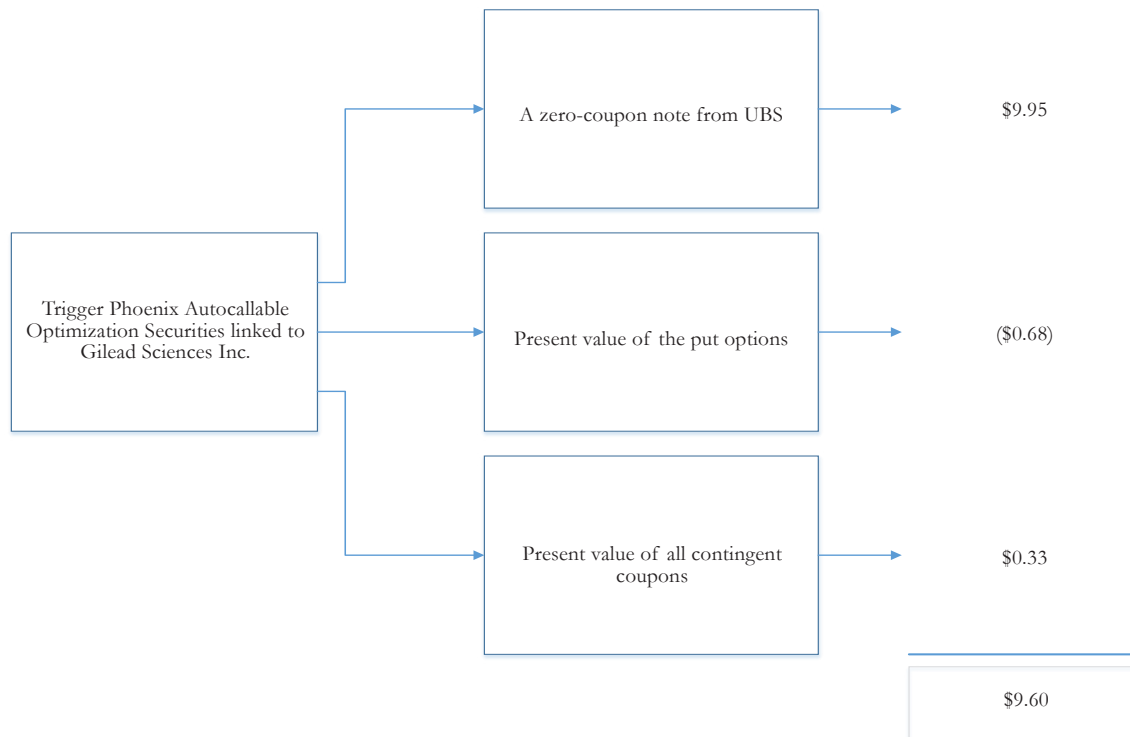 A zero-coupon note from UBS
$9.95
Trigger Phoenix Autocallable
Optimization Securities linked to
Gilead Sciences Inc.
Present value of the put options
($0.68)
Present value of all contingent
coupons
$0.33
$9.60